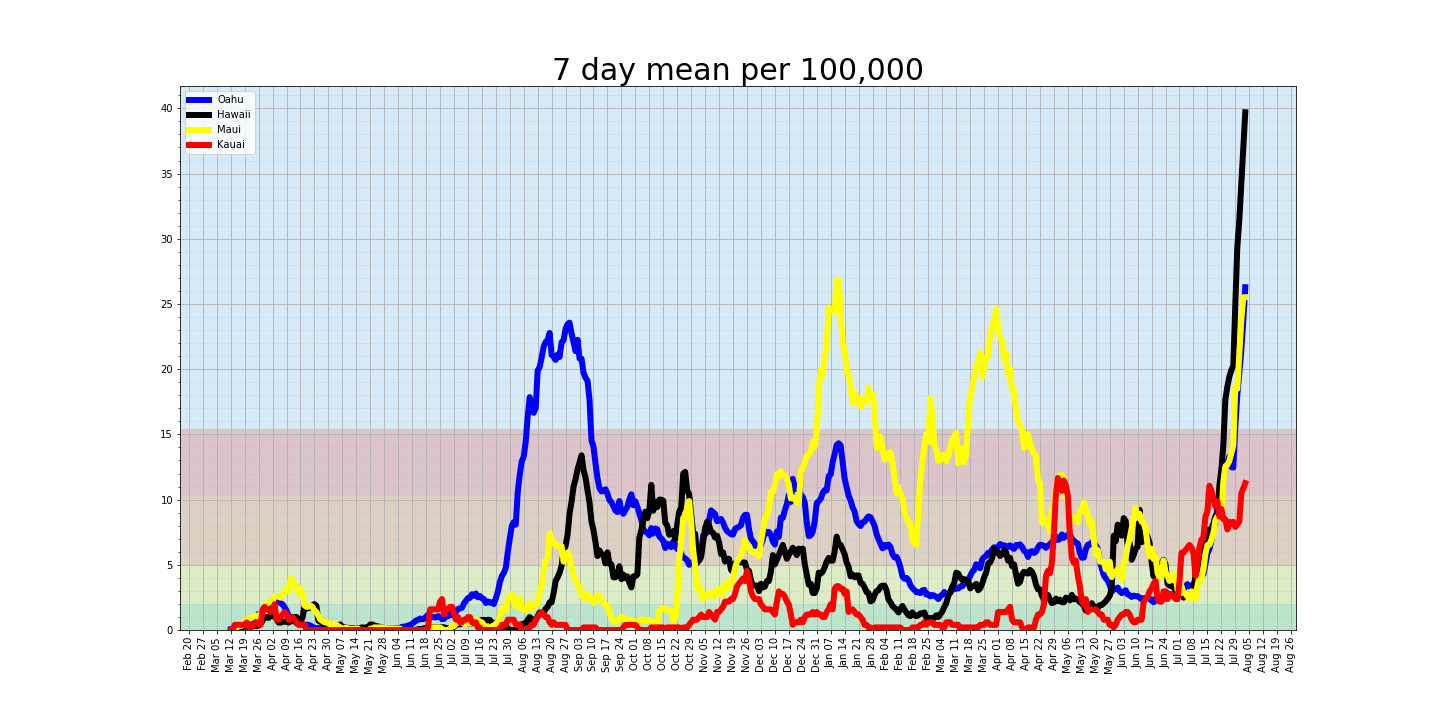 7 day mean per 100,000
Oahu
Hawaii
Maui
Kauai
40
35
30
25
20
15
10
5
0
Feb 20
Feb 27
Mar 05
Mar 12
Mar 19
Mar 26
Apr 02
Apr 09
Apr 16
Apr 23
Apr 30
May 07
May 14
May 21
May 28
Jun 04
Jun 11
Jun 18
Jun 25
Jul 02
Jul 09
Jul 16
Jul 23
Jul 30
Aug 06
Aug 13
Aug 20
Aug 27
Sep 03
Sep 10
Sep 17
Sep 24
Oct 01
Oct 08
Oct 15
Oct 22
Oct 29
Nov 05
Nov 12
Nov 19
Nov 26
Dec 03
Dec 10
Dec 17
Dec 24
Dec 31
Jan 07
Jan 14
Jan 21
Jan 28
Feb 04
Feb 11
Feb 18
Feb 25
Mar 04
Mar 11
Mar 18
Mar 25
Apr 01
Apr 08
Apr 15
Apr 22
Apr 29
May 06
May 13
May 20
May 27
Jun 03
Jun 10
Jun 17
Jun 24
Jul 01
Jul 08
Jul 15
Jul 22
Jul 29
Aug 05
Aug 12
Aug 19
Aug 26